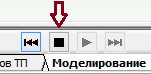 ов ТП
Моделирование